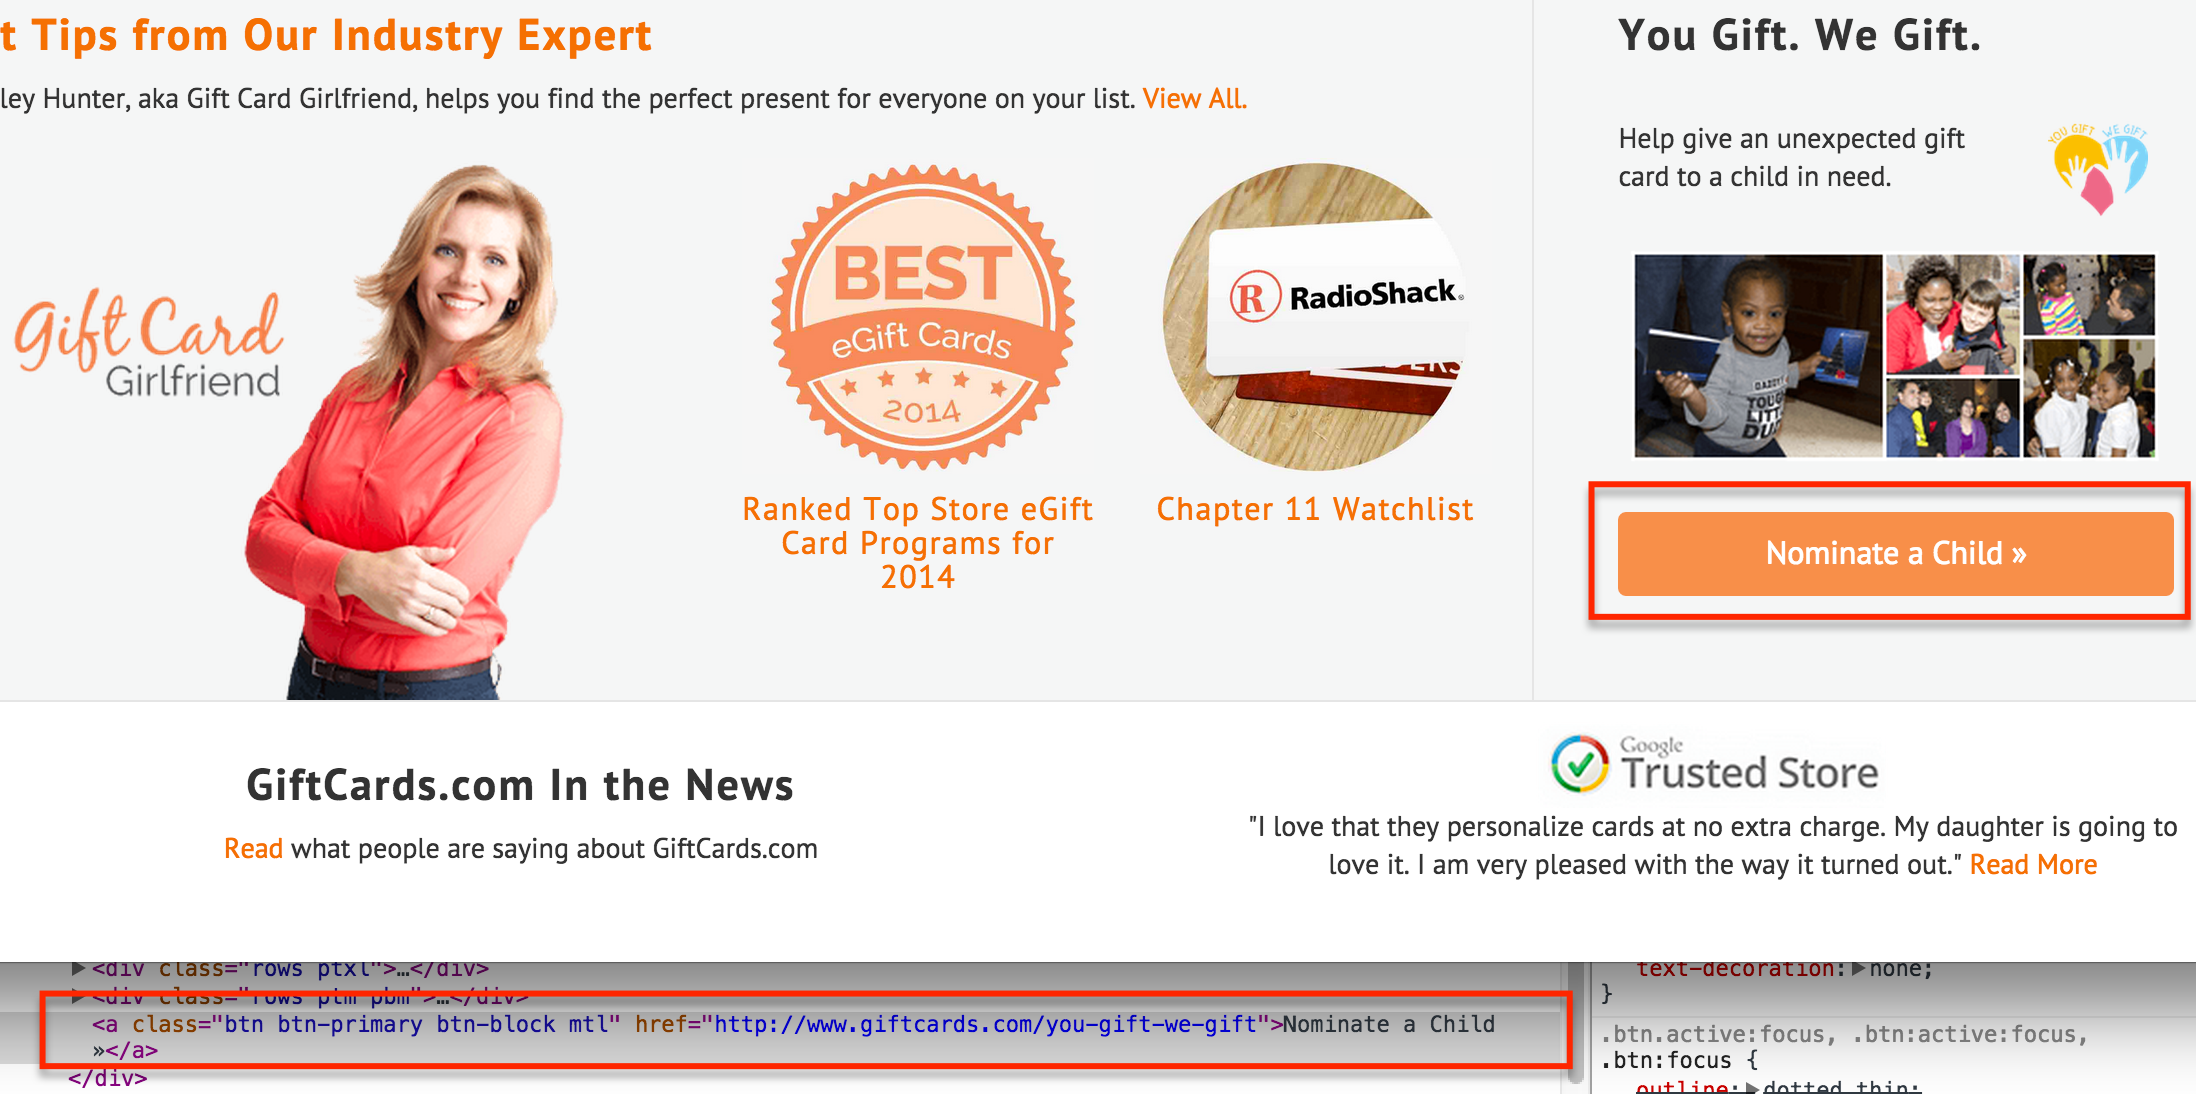 t Tips from Our Industry Expert
ley Hunter, aka Gift Card Girlfriend, helps you find the perfect present for everyone on your list. View All.
Gift Card
Girlfriend
BEST
eGift Cards
2014
Ranked Top Store eGift
Card Programs for
2014
R RadioShack
Chapter 11 Watchlist
You Gift. We Gift.
Help give an unexpected gift
card to a child in need.
YOU GIFT WE GIFT
TOUGH
Nominate a Child »
GiftCards.com In the News
Read what people are saying about GiftCards.com
Google
Trusted Store
"I love that they personalize cards at no extra charge. My daughter is going to
love it. I am very pleased with the way it turned out." Read More
▶<div class="rows ptxl">…</div>
▶<div class="rows ptm pbm">…</div>
<a class="btn btn-primary btn-block mtl" href="http://www.giftcards.com/you-gift-we-gift">Nominate a Child
»</a>
</div>
text-decoration:▶none;
}
.btn.active:focus, .btn:active:focus,
.btn:focus {
outline:▶dotted thin;